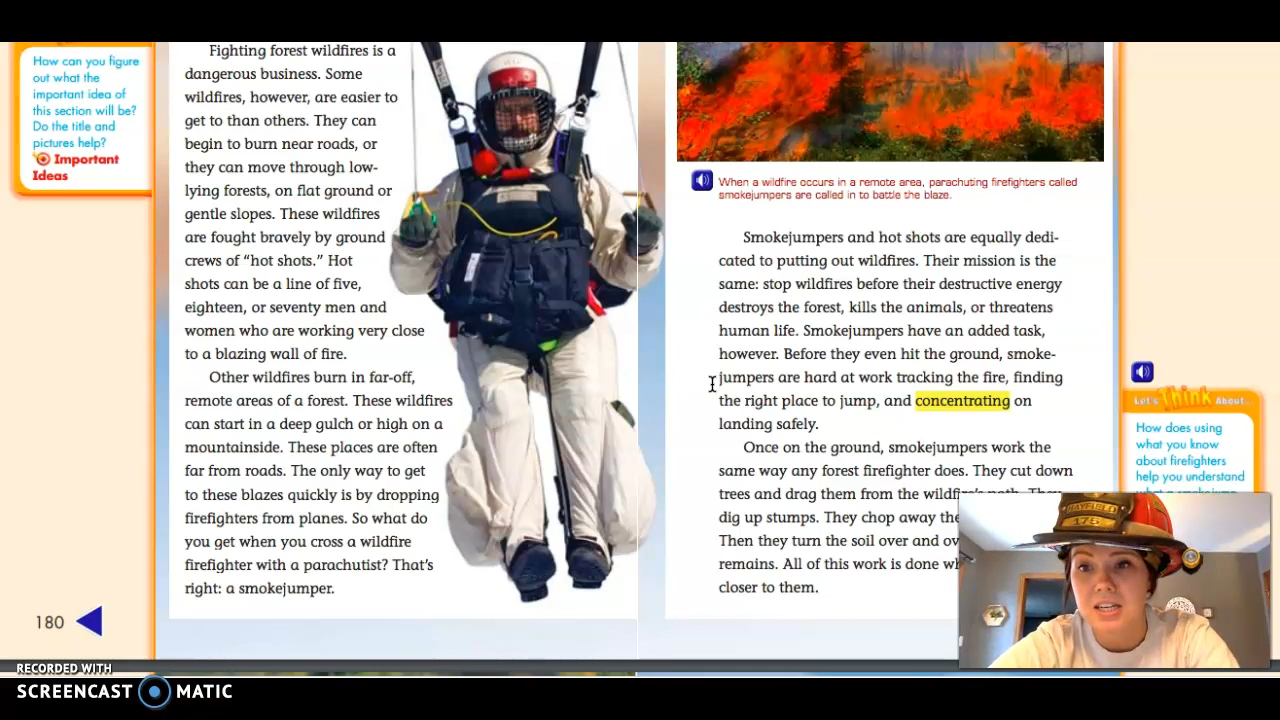 How can you figure
out what the
important idea of
this section will be?
Do the title and
pictures help?
Important
Ideas
Fighting forest wildfires is a
dangerous business. Some
wildfires, however, are easier to
get to than others. They can
begin to burn near roads, or
they can move through low-
lying forests, on flat ground or
gentle slopes. These wildfires
are fought bravely by ground
crews of “hot shots.” Hot
shots can be a line of five,
eighteen, or seventy men and
women who are working very close
to a blazing wall of fire.
Other wildfires burn in far-off,
remote areas of a forest. These wildfires
can start in a deep gulch or high on a
mountainside. These places are often
far from roads. The only way to get
to these blazes quickly is by dropping
firefighters from planes. So what do
you get when you cross a wildfire
firefighter with a parachutist? That’s
right: a smokejumper.
180
When a wildfire occurs in a remote area, parachuting firefighters called
smokejumpers are called in to battle the blaze.
Smokejumpers and hot shots are equally dedi-
cated to putting out wildfires. Their mission is the
same: stop wildfires before their destructive energy
destroys the forest, kills the animals, or threatens
human life. Smokejumpers have an added task,
however. Before they even hit the ground, smoke-
jumpers are hard at work tracking the fire, finding
the right place to jump, and concentrating on
landing safely.
Once on the ground, smokejumpers work the
same way any forest firefighter does. They cut down
trees and drag them from the wildfire’s path. They
dig up stumps. They chop away the
Then they turn the soil over and ov
remains. All of this work is done wh
closer to them.
Let's Think About...
How does using
what you know
about firefighters
help you understand
what a smokejump
MAYFIELD
175
RECORDED WITH
SCREENCAST MATIC